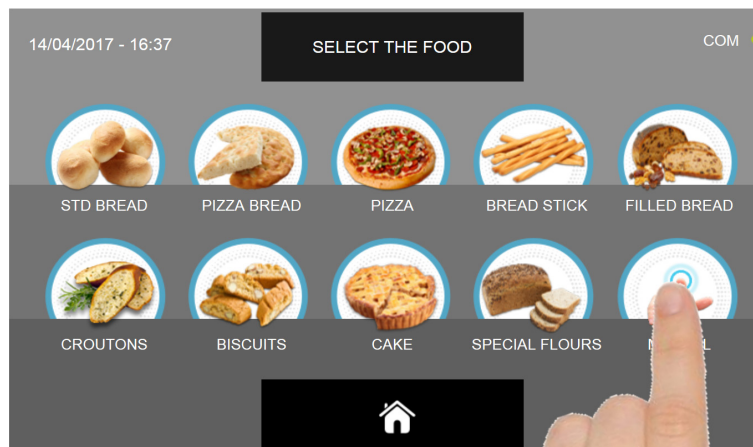 14/04/2017 - 16:37
SELECT THE FOOD
COM
STD BREAD
PIZZA BREAD
PIZZA
BREAD STICK
FILLED BREAD
CROUTONS
BISCUITS
CAKE
SPECIAL FLOURS